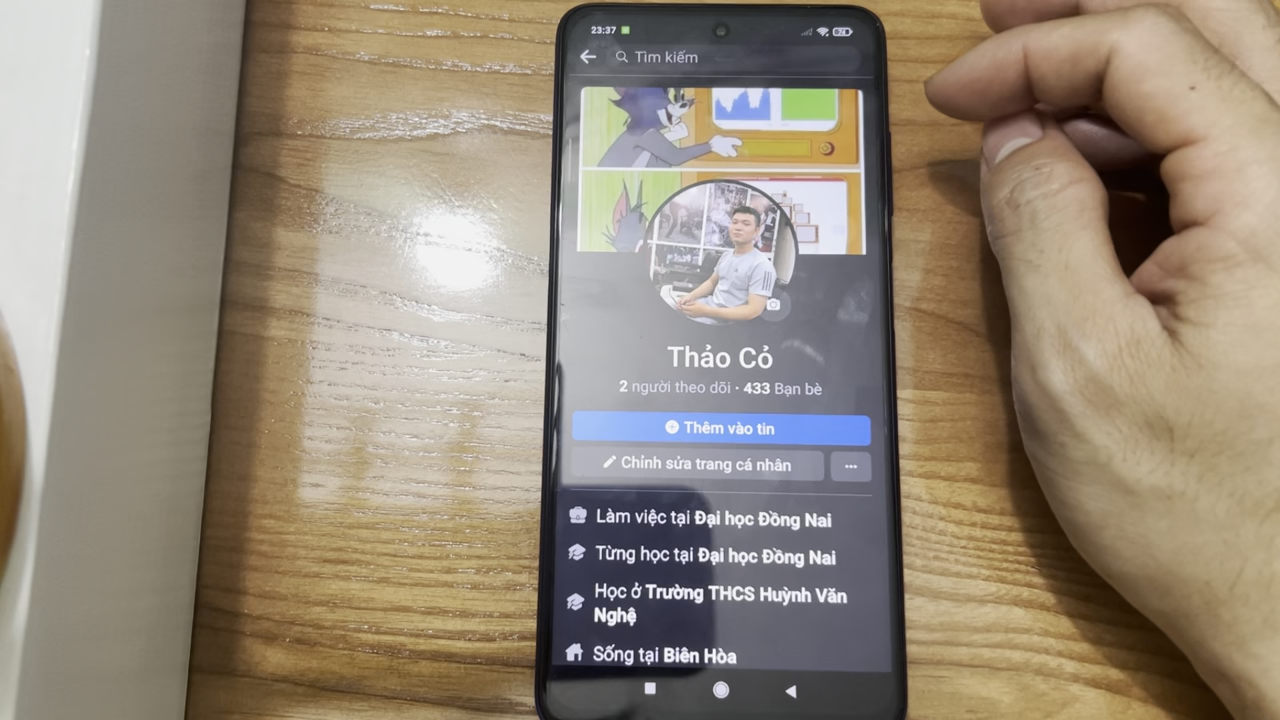 23:37
Tìm kiếm
Thảo Cỏ
2 người theo dõi · 433 Bạn bè
Thêm vào tin
Chỉnh sửa trang cá nhân
Làm việc tại Đại học Đồng Nai
Từng học tại Đại học Đồng Nai
Học ở Trường THCS Huỳnh Văn
Nghệ
Sống tại Biên Hòa